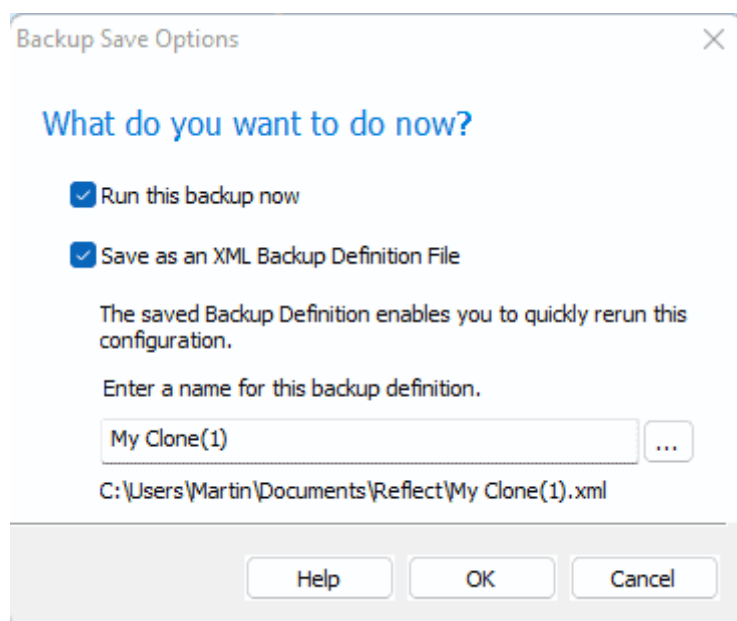 Backup Save Options
What do you want to do now?
Run this backup now
Save as an XML Backup Definition File
The saved Backup Definition enables you to quickly rerun this
configuration.
Enter a name for this backup definition.
My Clone(1)
...
C:\Users\Martin\Documents\Reflect\My Clone(1).xml
Help
OK
Cancel